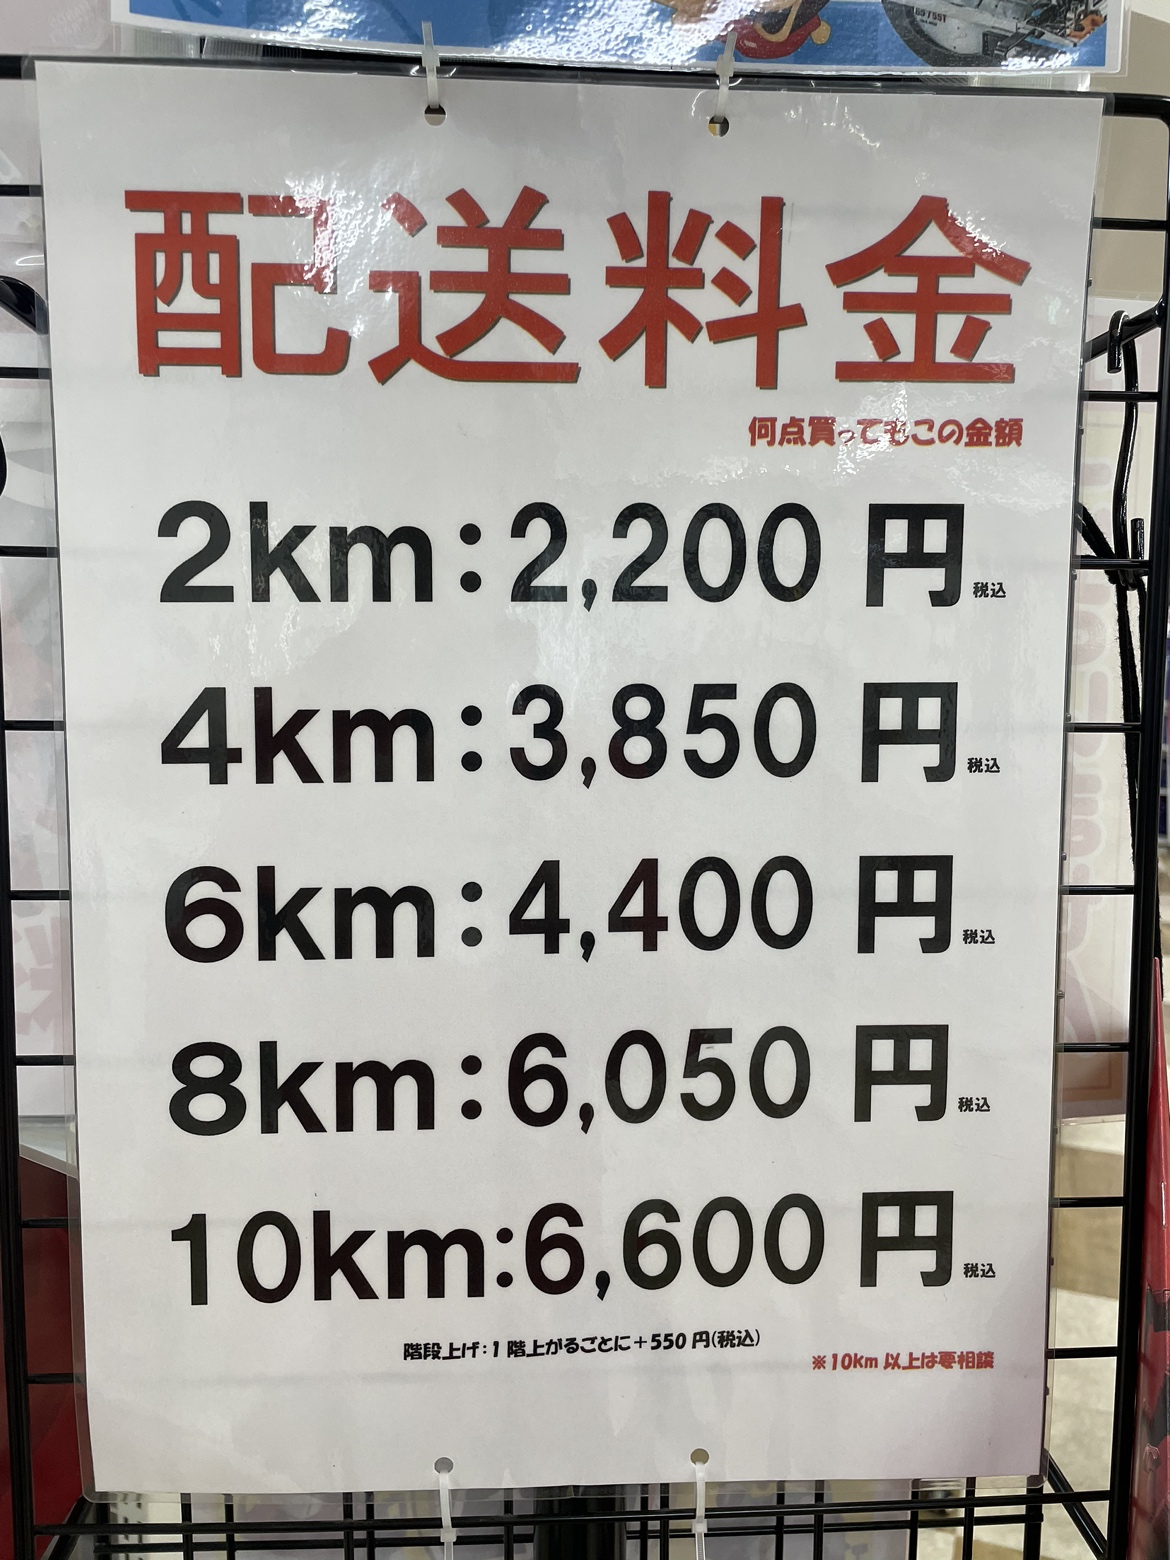 配送料金
何点買ってもこの金額
2km:2,200 円税込
4km:3,850 円税込
6km:4,400 円税込
8km:6,050 円税込
10km:6,600 円税込
階段上げ:1 階上がるごとに+550 円(税込)
※10km 以上は要相談